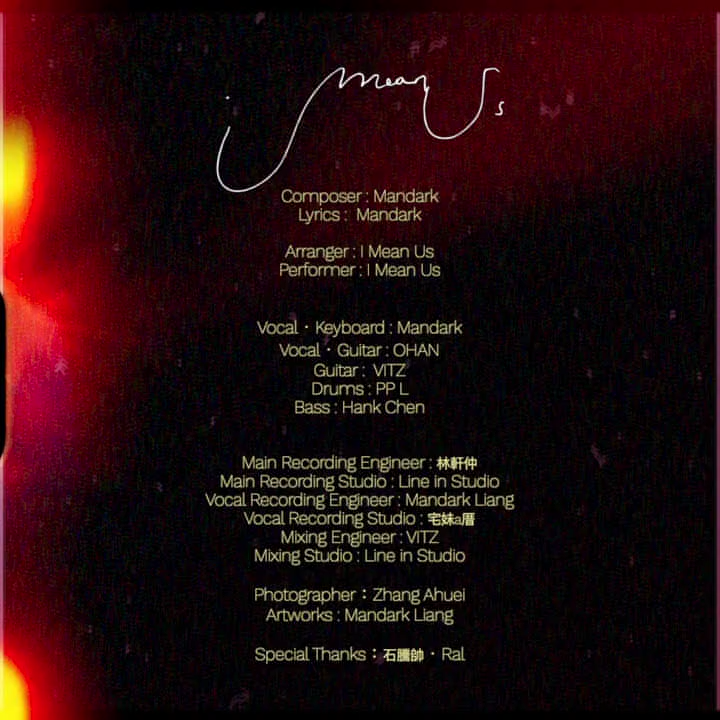 i mean us
Composer : Mandark
Lyrics : Mandark
Arranger : I Mean Us
Performer : I Mean Us
Vocal・Keyboard : Mandark
Vocal・Guitar : OHAN
Guitar : VITZ
Drums : PP L
Bass : Hank Chen
Main Recording Engineer : 林軒仲
Main Recording Studio : Line in Studio
Vocal Recording Engineer : Mandark Liang
Vocal Recording Studio : 宅妹a厝
Mixing Engineer : VITZ
Mixing Studio : Line in Studio
Photographer：Zhang Ahuei
Artworks : Mandark Liang
Special Thanks：石騰帥・Ral